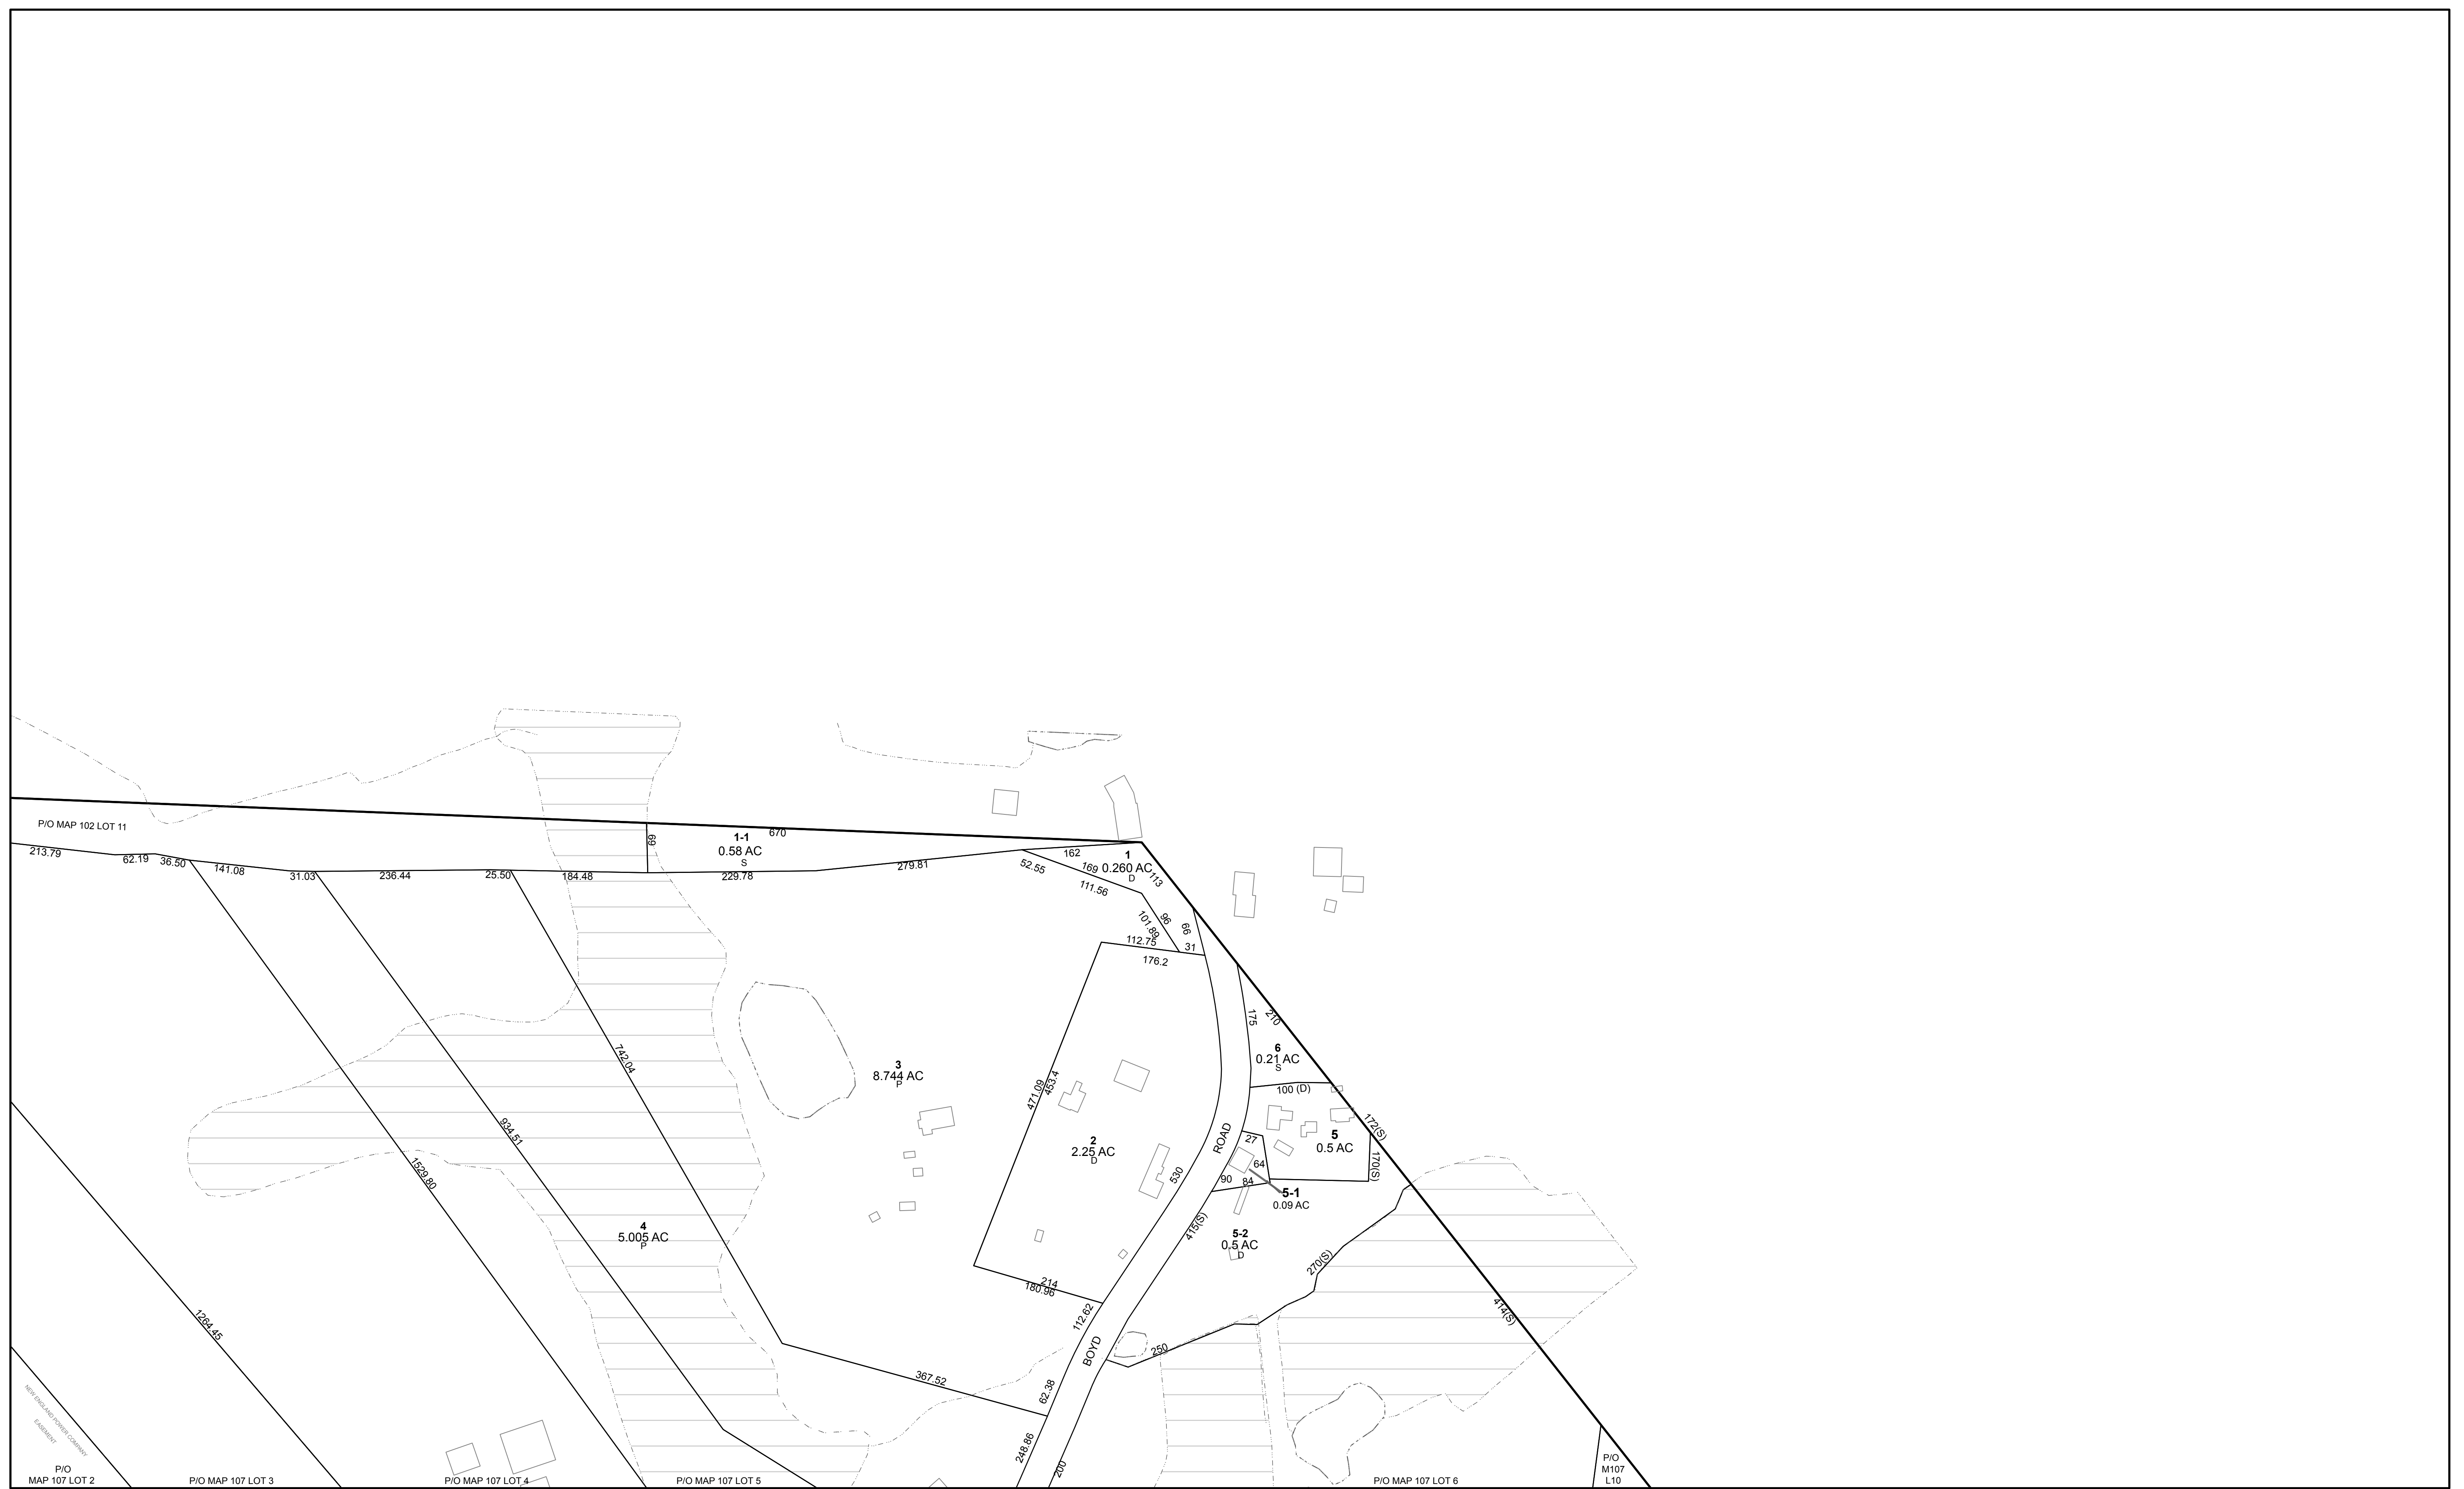 P/O MAP 102 LOT 11
213.79
62.19
36.50
141.08
31.03
236.44
25.50
184.48
69
1-1
0.58 AC
S
670
229.78
279.81
162
52.55
169
111.56
1
0.260 AC
D
113
96
101.89
66
31
112.75
176.2
175
210
6
0.21 AC
S
100 (D)
172(S)
742.04
3
8.744 AC
P
471.09
453.4
2
2.25 AC
D
530
ROAD
27
64
90
84
5
0.5 AC
170(S)
5-1
0.09 AC
934.51
1529.80
4
5.005 AC
P
415(S)
5-2
0.5 AC
D
270(S)
214
180.96
112.62
BOYD
250
414(S)
1264.45
367.52
62.38
248.86
200
NEW ENGLAND POWER COMPANY
EASEMENT
P/O
MAP 107 LOT 2
P/O MAP 107 LOT 3
P/O MAP 107 LOT 4
P/O MAP 107 LOT 5
P/O MAP 107 LOT 6
P/O
M107
L10